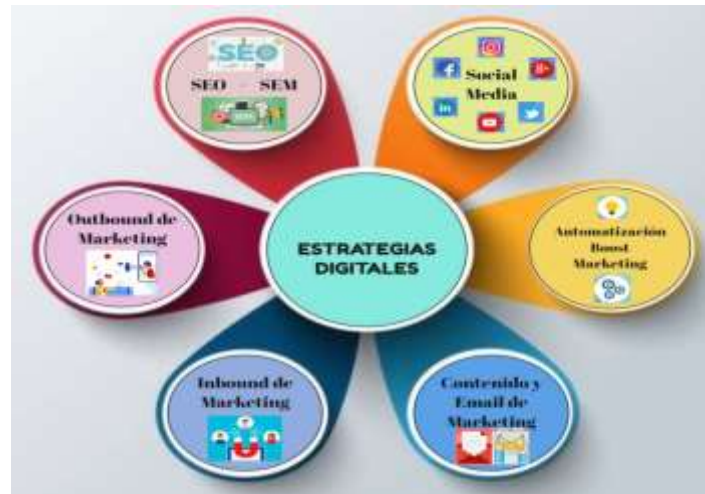 SEO
SEO - SEM
Social
Media
Outbound de
Marketing
ESTRATEGIAS
DIGITALES
Automatización
Boost
Marketing
Inbound de
Marketing
Contenido y
Email de
Marketing